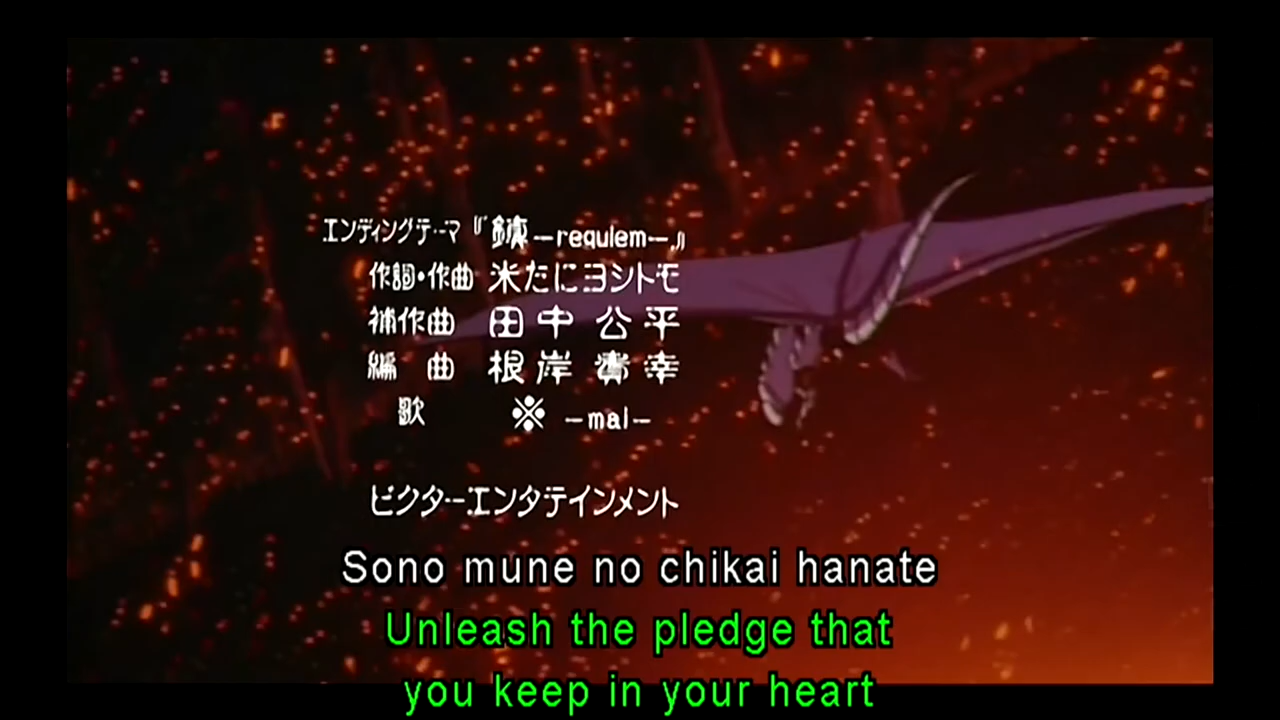 エンディングテーマ『鎮−requiem−』
作詞・作曲 米たにヨシトモ
補作曲 田中公平
編曲 根岸貴幸
歌 ※ −mai−
ビクターエンタテインメント
Sono mune no chikai hanate
Unleash the pledge that
you keep in your heart